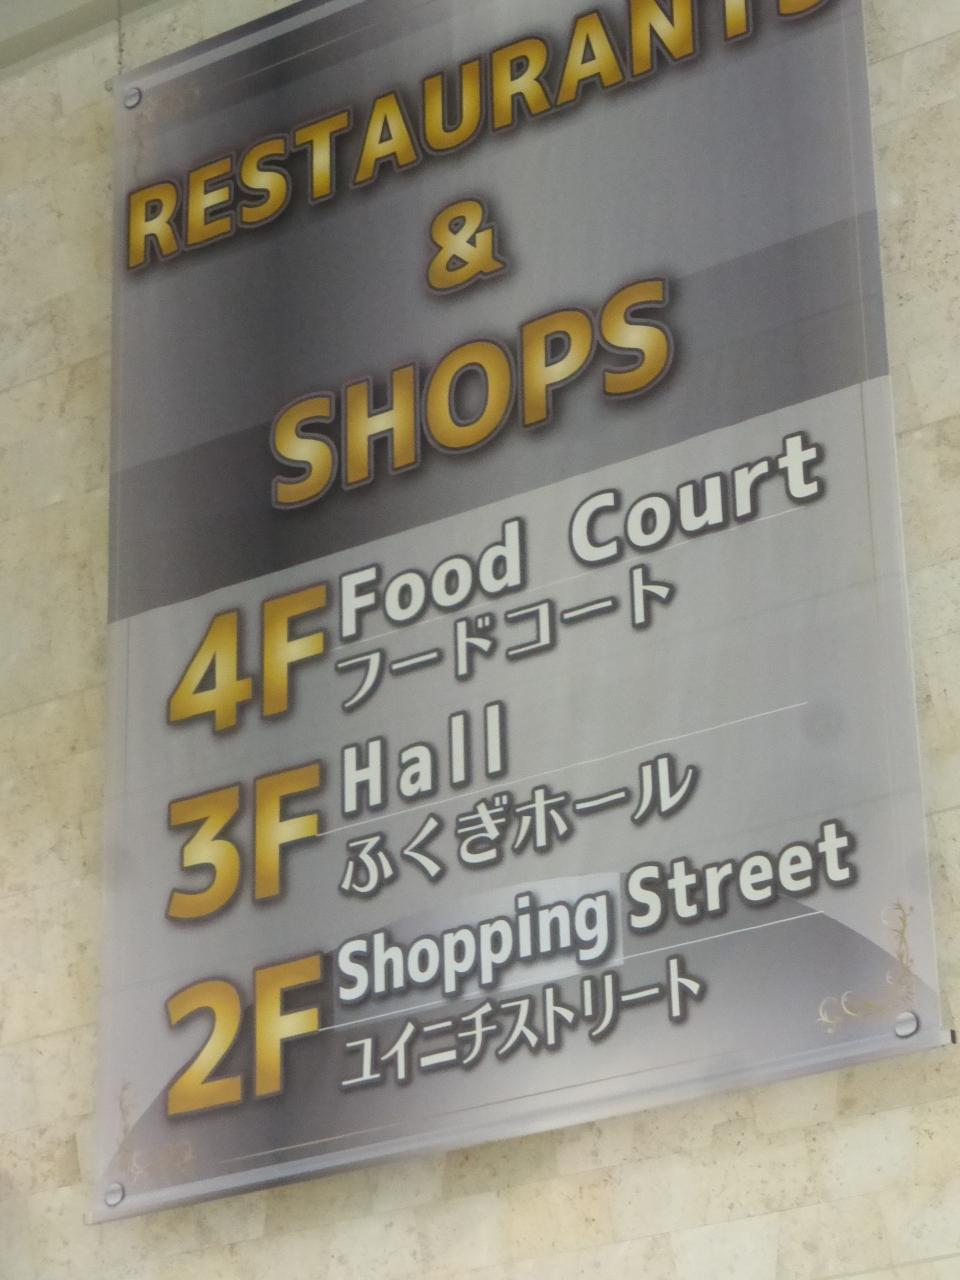 RESTAURANTS
&
SHOPS
4F Food Court
フードコート
3F Hall
ふくぎホール
2F Shopping Street
ユイニチストリート